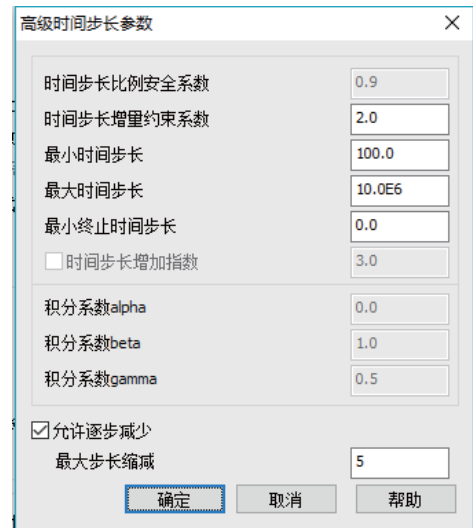 高级时间步长参数
时间步长比例安全系数 0.9
时间步长增量约束系数 2.0
最小时间步长 100.0
最大时间步长 10.0E6
最小终止时间步长 0.0
时间步长增加指数 3.0
积分系数alpha 0.0
积分系数beta 1.0
积分系数gamma 0.5
允许逐步减少
最大步长缩减 5
确定 取消 帮助